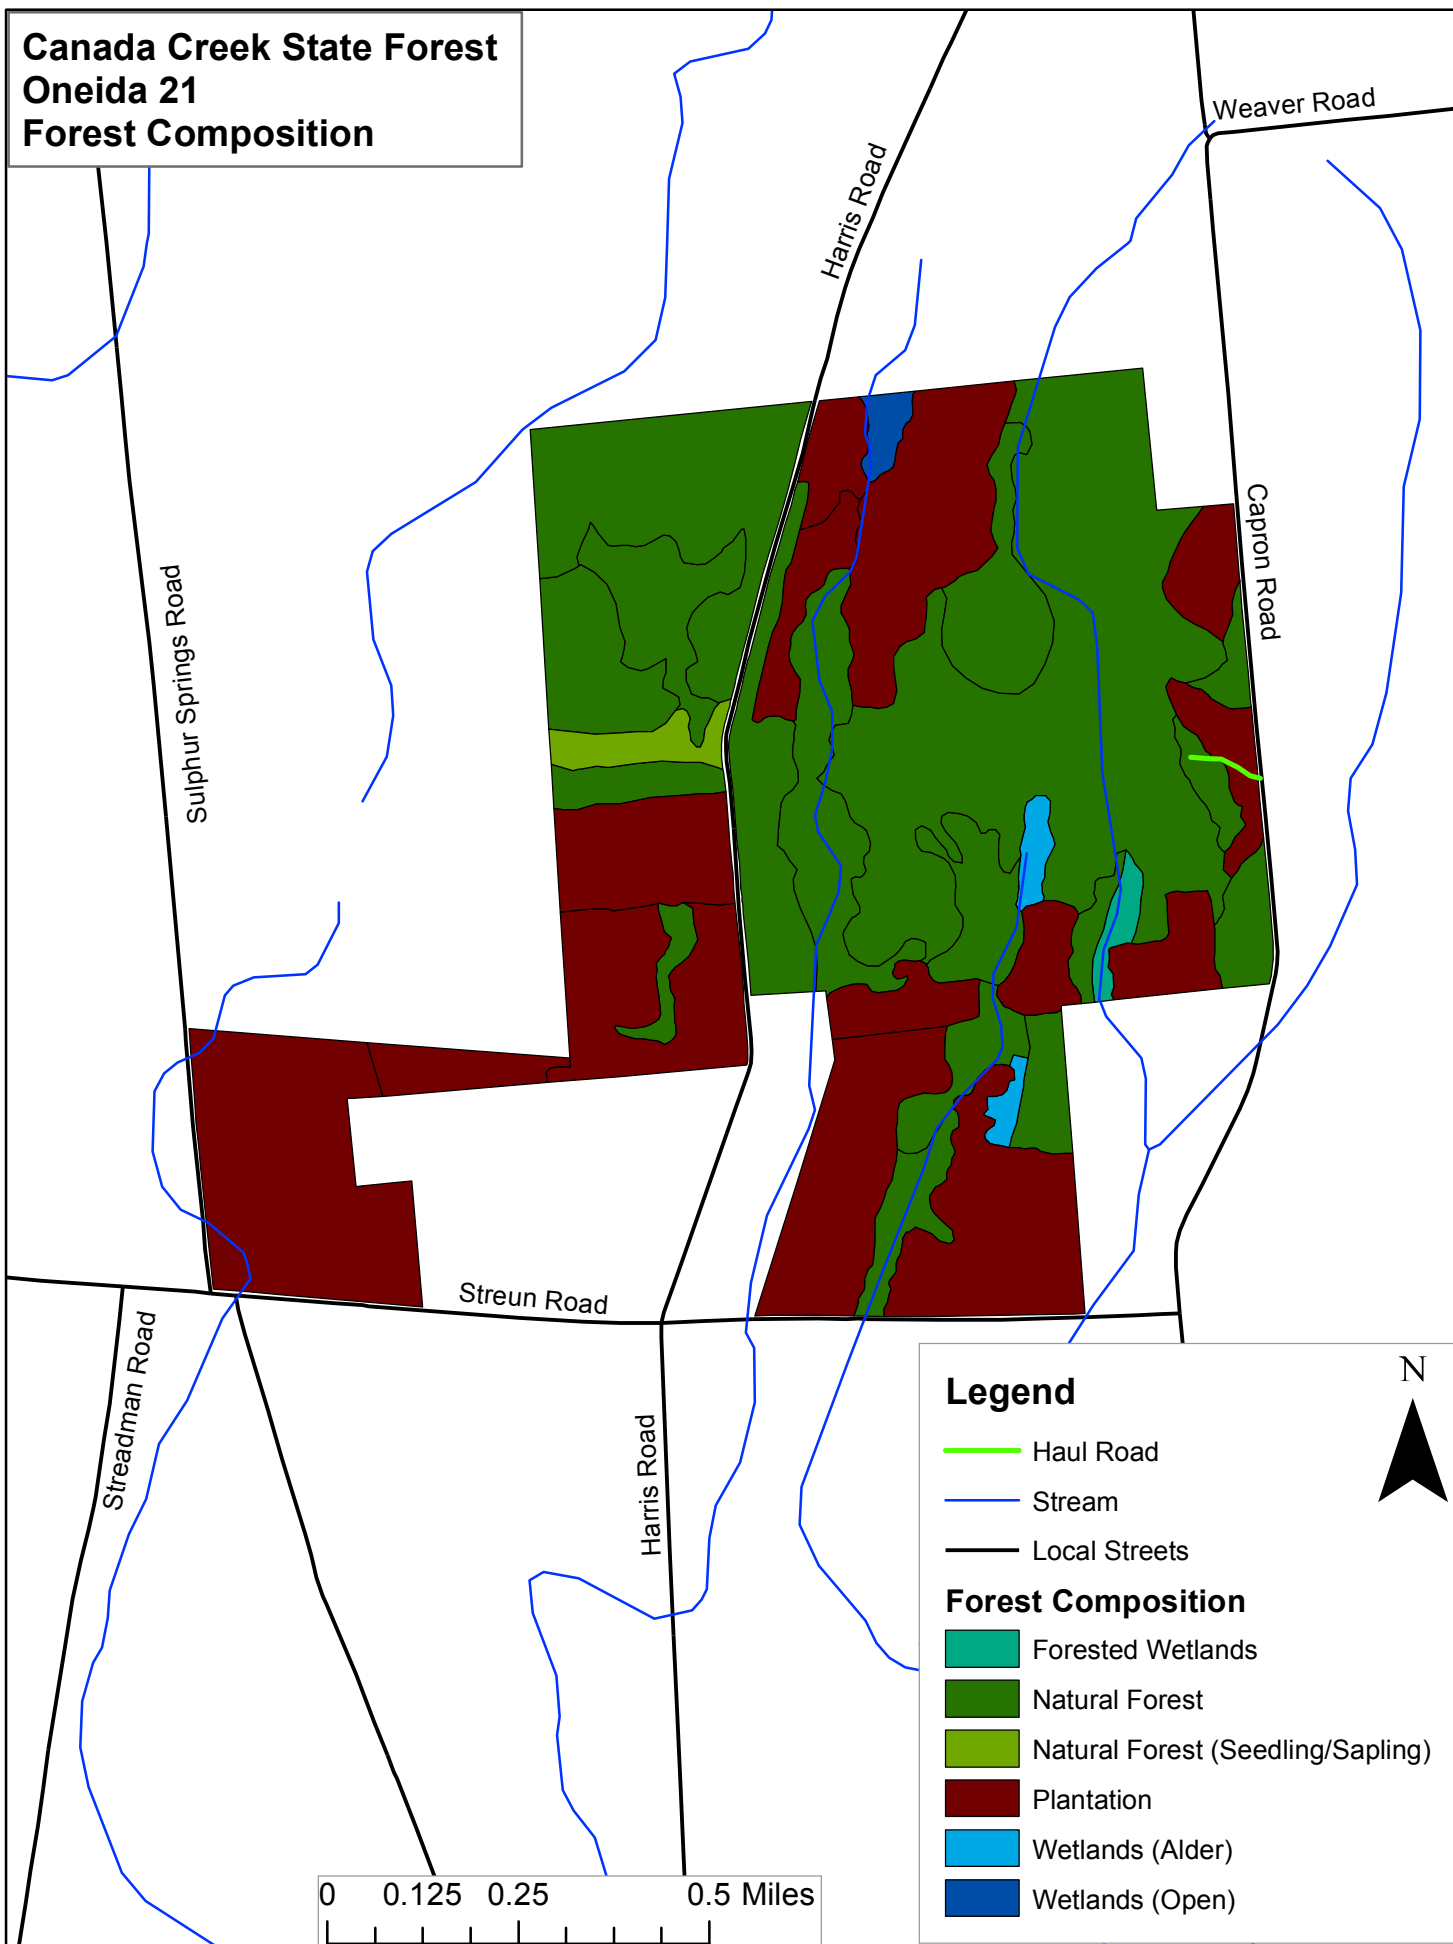 Canada Creek State Forest
Oneida 21
Forest Composition
Weaver Road
Harris Road
Capron Road
Sulphur Springs Road
Streun Road
Streadman Road
Harris Road
Legend
N
Haul Road
Stream
Local Streets
Forest Composition
Forested Wetlands
Natural Forest
Natural Forest (Seedling/Sapling)
Plantation
Wetlands (Alder)
Wetlands (Open)
0 0.125 0.25 0.5 Miles